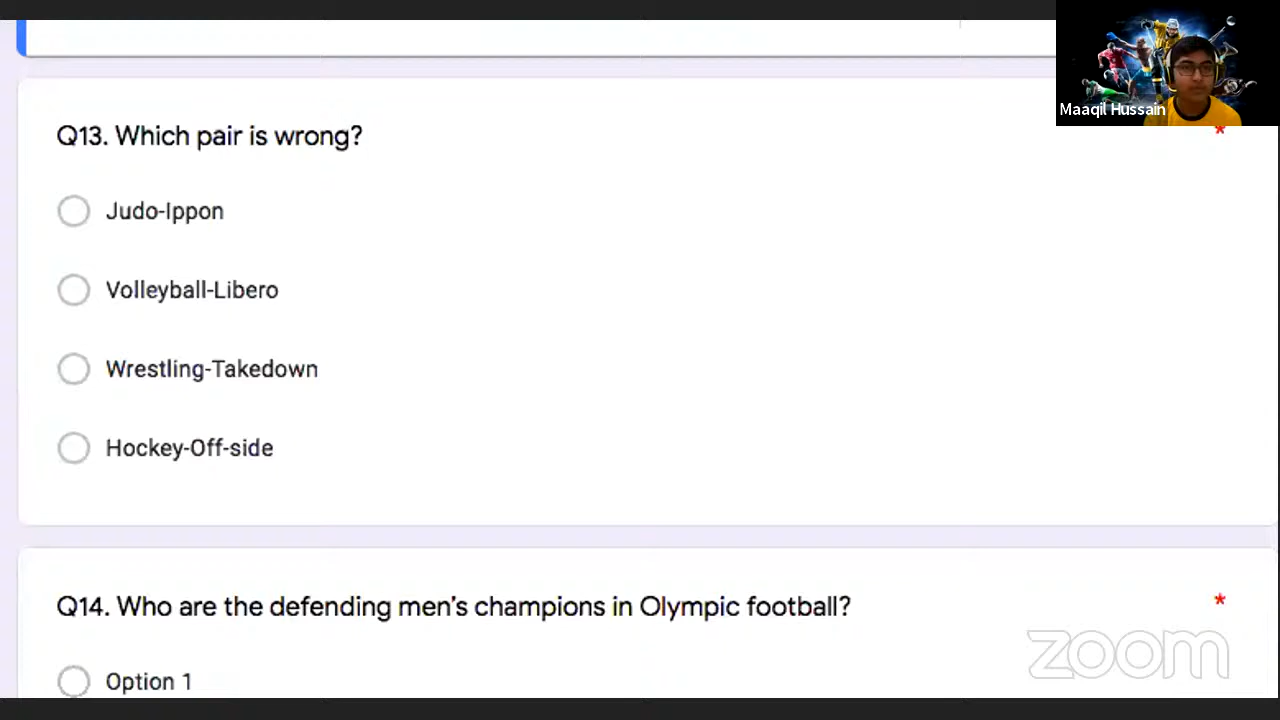 Maaqil Hussain
Q13. Which pair is wrong?
*
Judo-Ippon
Volleyball-Libero
Wrestling-Takedown
Hockey-Off-side
Q14. Who are the defending men’s champions in Olympic football?
*
zoom
Option 1